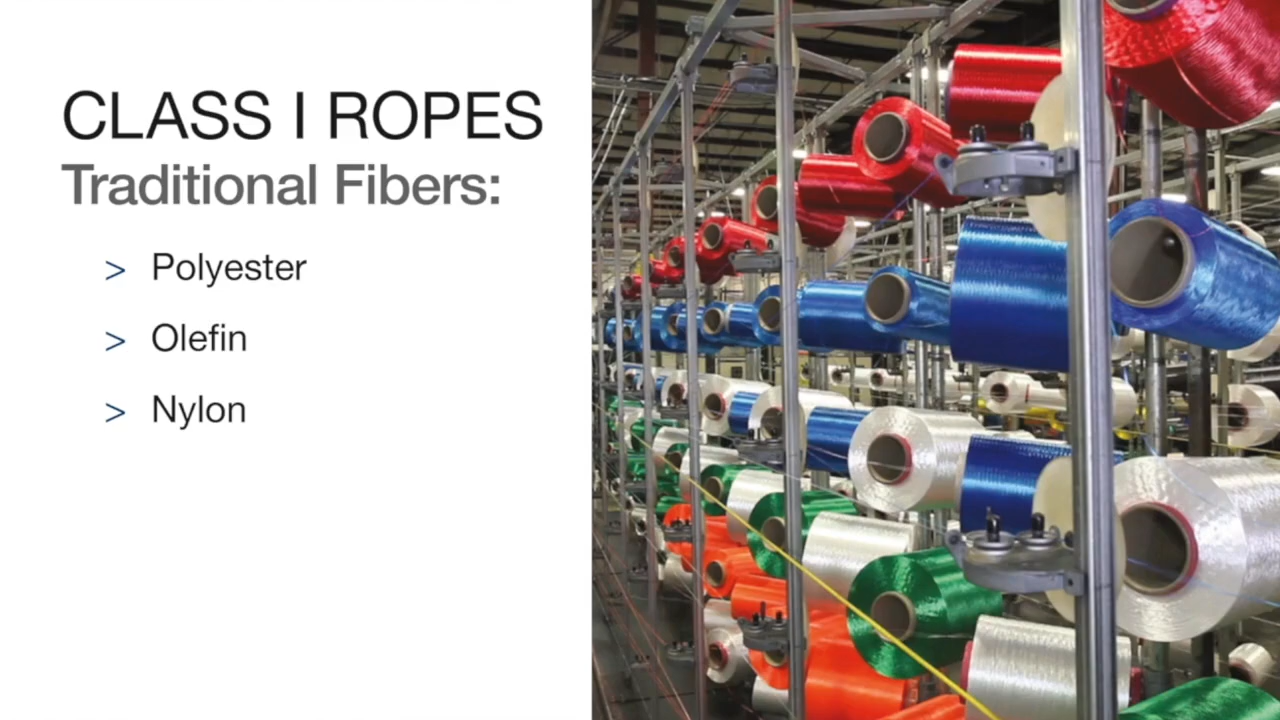 CLASS I ROPES
Traditional Fibers:
> Polyester
> Olefin
> Nylon